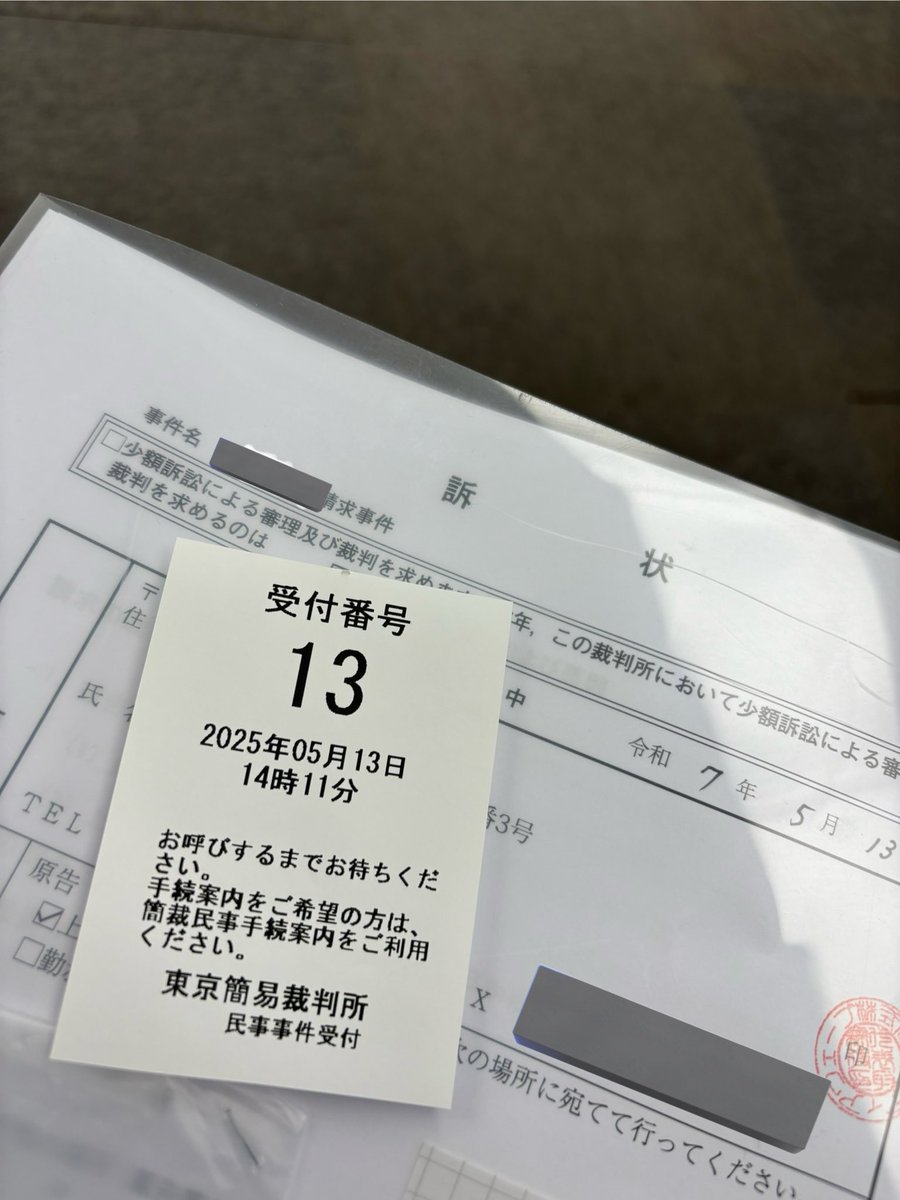 訴状
事件名
請求事件
□少額訴訟による審理及び裁判を求めま
年，この裁判所において少額訴訟による審
裁判を求めるのは
〒
住
氏
TEL
中
令和 7 年 5 月 13
番3号
原告
☑上
□勤
X
印
次の場所に宛てて行ってください
受付番号
13
2025年05月13日
14時11分
お呼びするまでお待ちくだ
さい。
手続案内をご希望の方は、
簡裁民事手続案内をご利用
ください。
東京簡易裁判所
民事事件受付